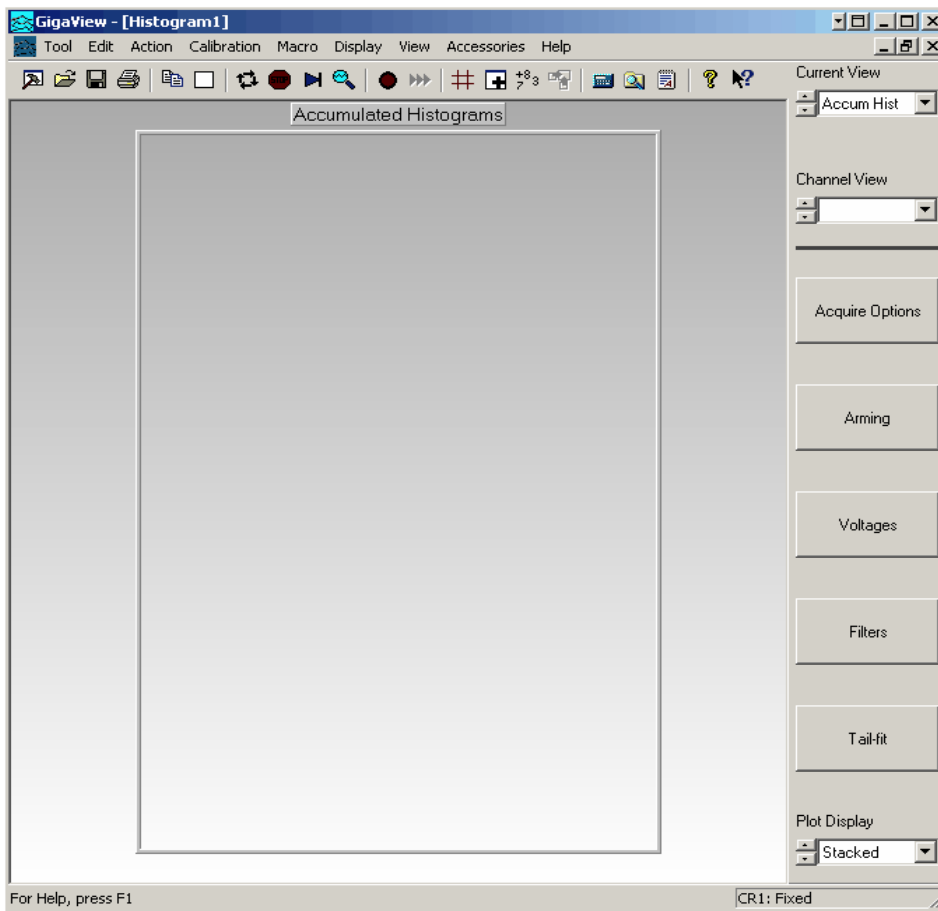 GigaView - [Histogram1]
Tool Edit Action Calibration Macro Display View Accessories Help
Current View
Accum Hist
Accumulated Histograms
Channel View
Acquire Options
Arming
Voltages
Filters
Tail-fit
Plot Display
Stacked
For Help, press F1
CR1: Fixed